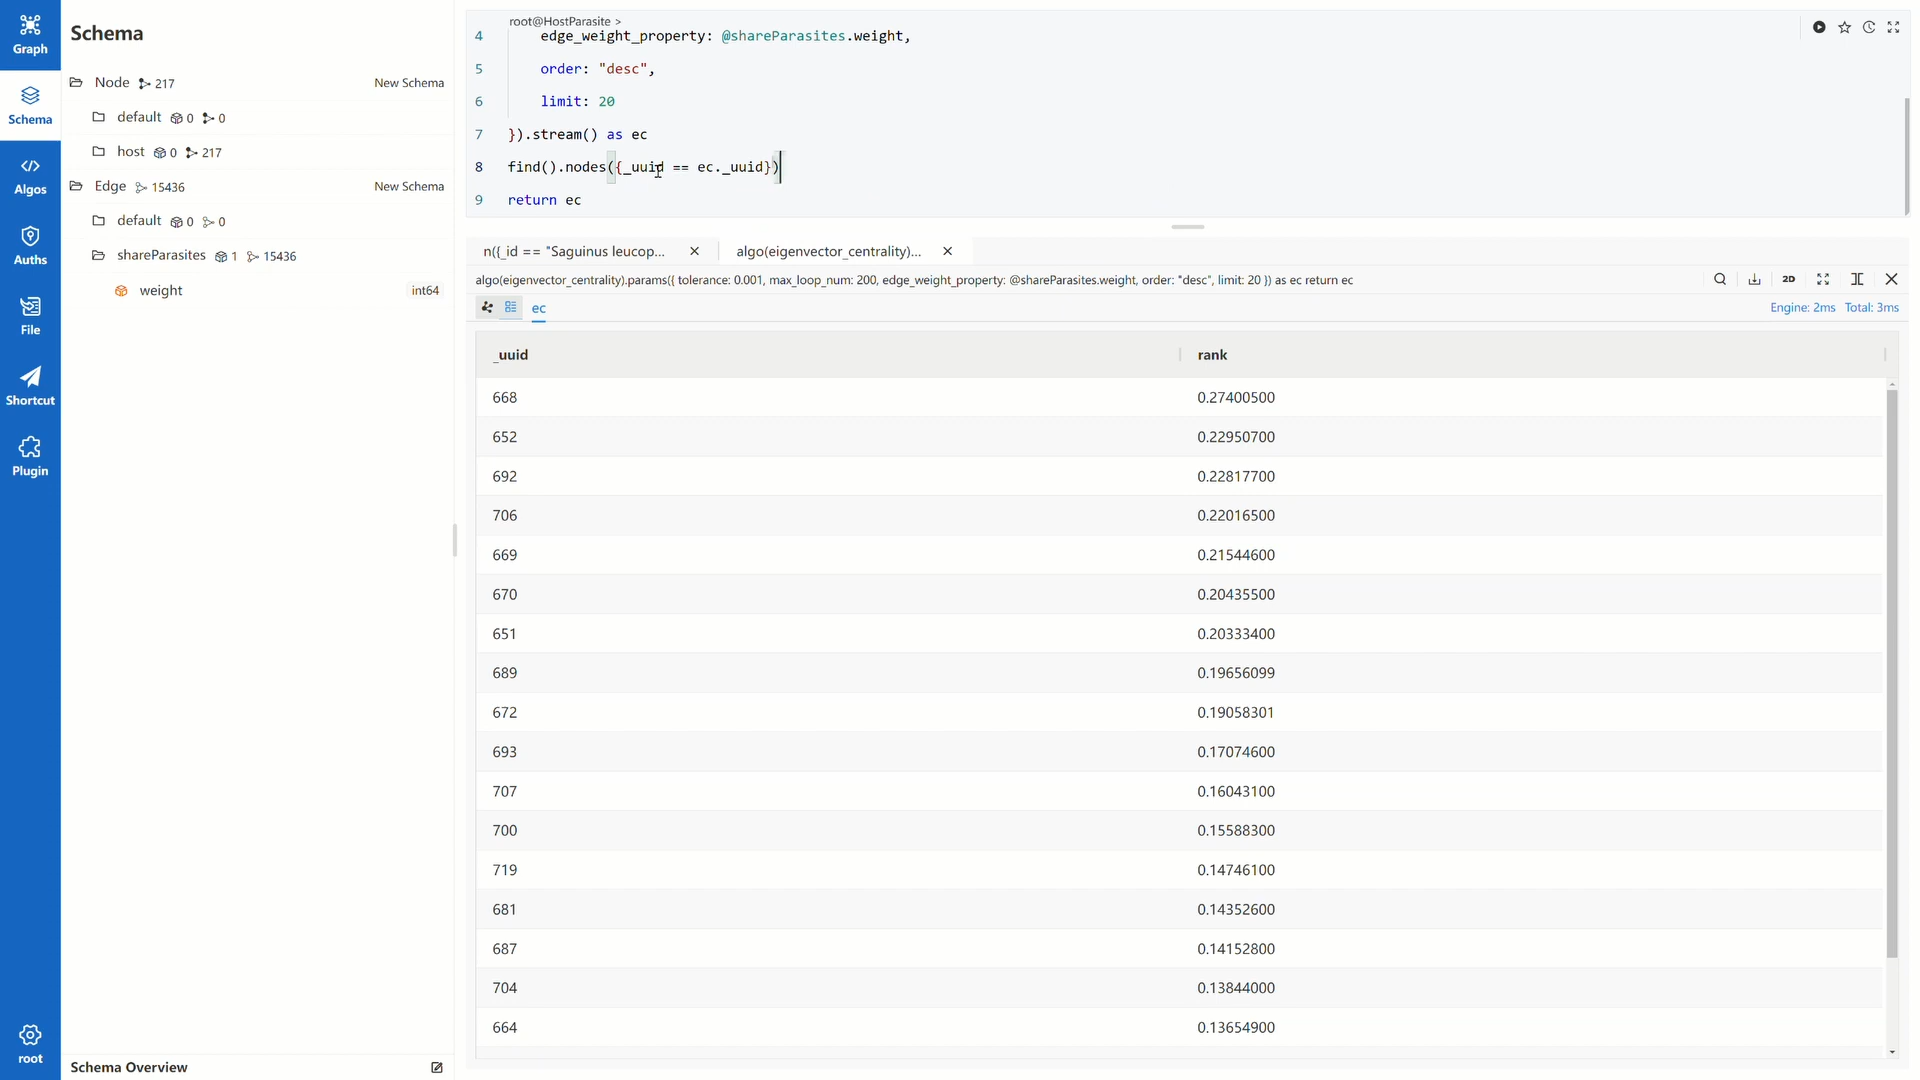 Graph
Schema
Algos
Auths
File
Shortcut
Plugin
root
Schema
Node 217 New Schema
default 0 0
host 0 217
Edge 15436 New Schema
default 0 0
shareParasites 1 15436
weight int64
Schema Overview
root@HostParasite >
4 edge_weight_property: @shareParasites.weight,
5 order: "desc",
6 limit: 20
7 }).stream() as ec
8 find().nodes({_uuid == ec._uuid})
9 return ec
n({_id == "Saguinus leucop... algo(eigenvector_centrality)...
algo(eigenvector_centrality).params({ tolerance: 0.001, max_loop_num: 200, edge_weight_property: @shareParasites.weight, order: "desc", limit: 20 }) as ec return ec 2D
ec Engine: 2ms Total: 3ms
_uuid rank
668 0.27400500
652 0.22950700
692 0.22817700
706 0.22016500
669 0.21544600
670 0.20435500
651 0.20333400
689 0.19656099
672 0.19058301
693 0.17074600
707 0.16043100
700 0.15588300
719 0.14746100
681 0.14352600
687 0.14152800
704 0.13844000
664 0.13654900